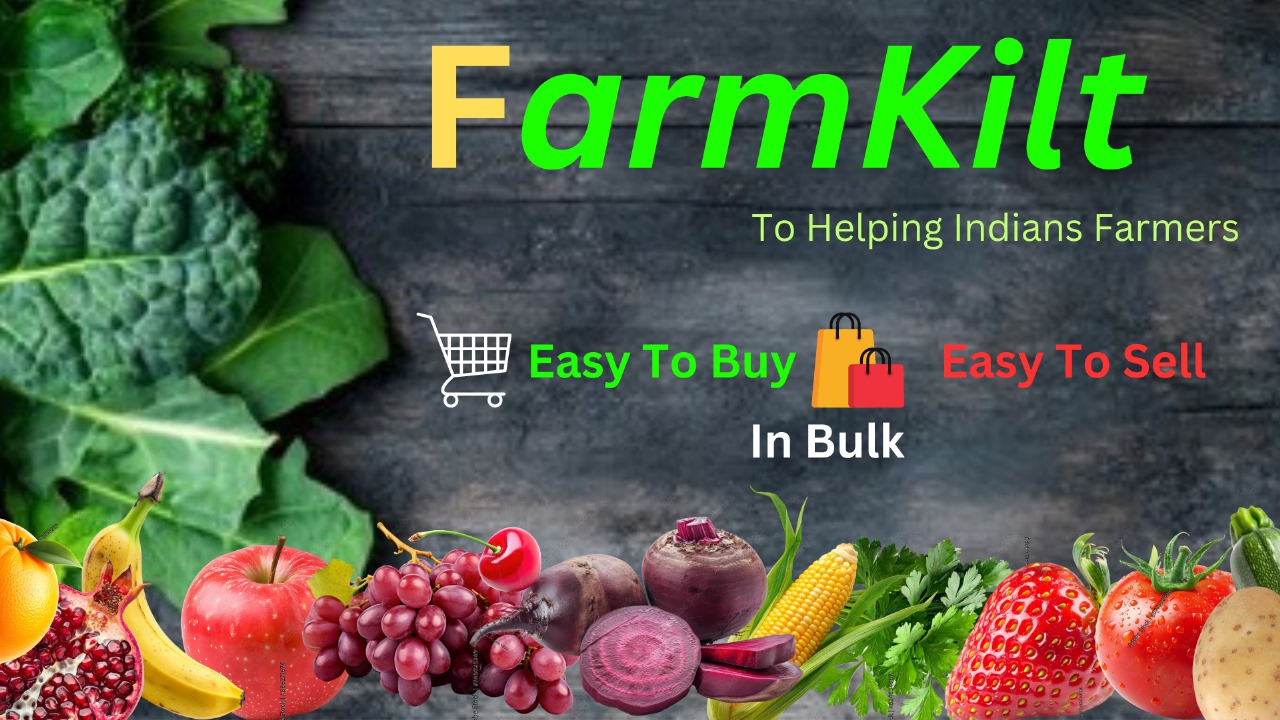 FarmKilt
To Helping Indians Farmers
Easy To Buy
Easy To Sell
In Bulk